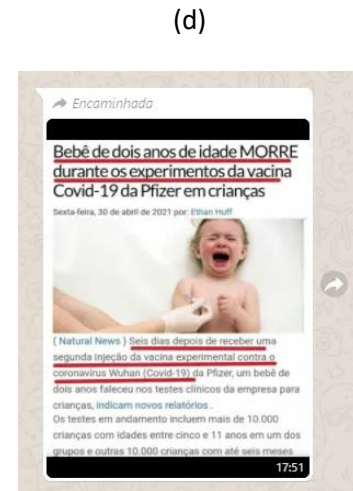 (d)
Encaminhada
Bebê de dois anos de idade MORRE
durante os experimentos da vacina
Covid-19 da Pfizer em crianças
Sexta-feira, 30 de abril de 2021 por: Ethan Huff
( Natural News ) Seis dias depois de receber uma
segunda injeção da vacina experimental contra o
coronavírus Wuhan (Covid-19) da Pfizer, um bebê de
dois anos faleceu nos testes clínicos da empresa para
crianças, indicam novos relatórios .
Os testes em andamento incluem mais de 10.000
crianças com idades entre cinco e 11 anos em um dos
grupos e outras 10.000 crianças com até seis meses
17:51